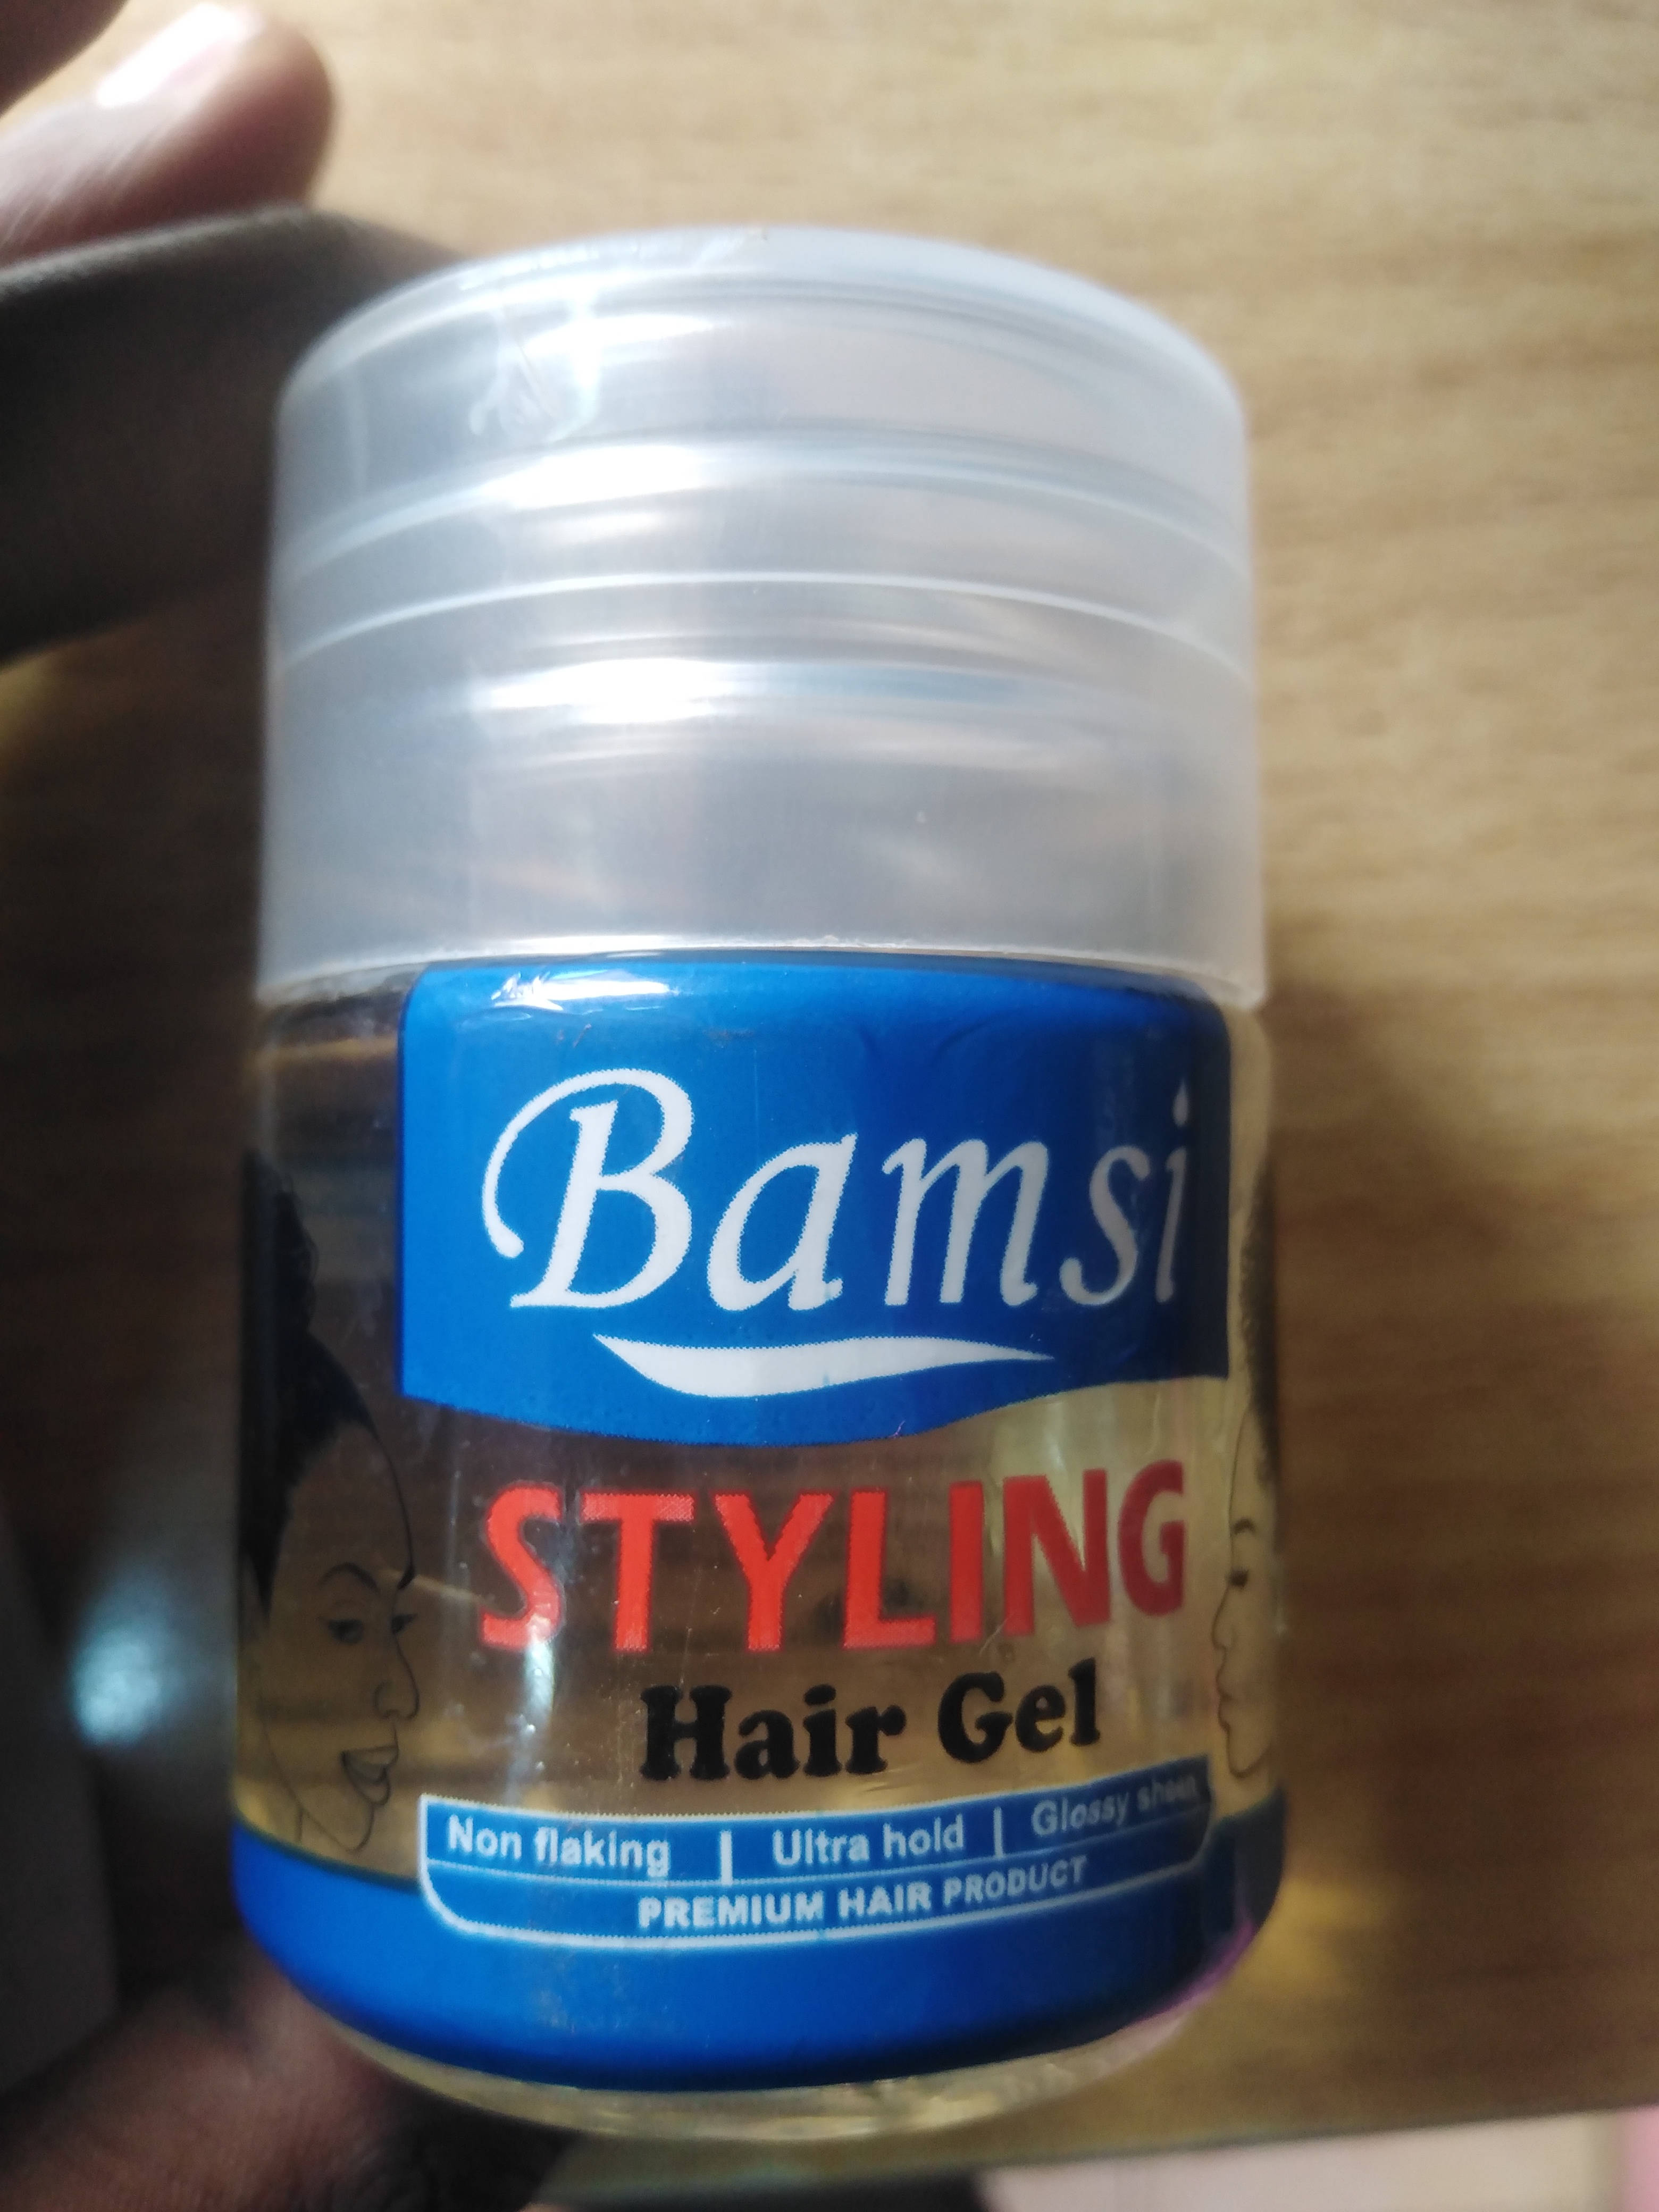 Bamsi
STYLING
Hair Gel
Non flaking | Ultra hold | Glossy sheen
PREMIUM HAIR PRODUCT